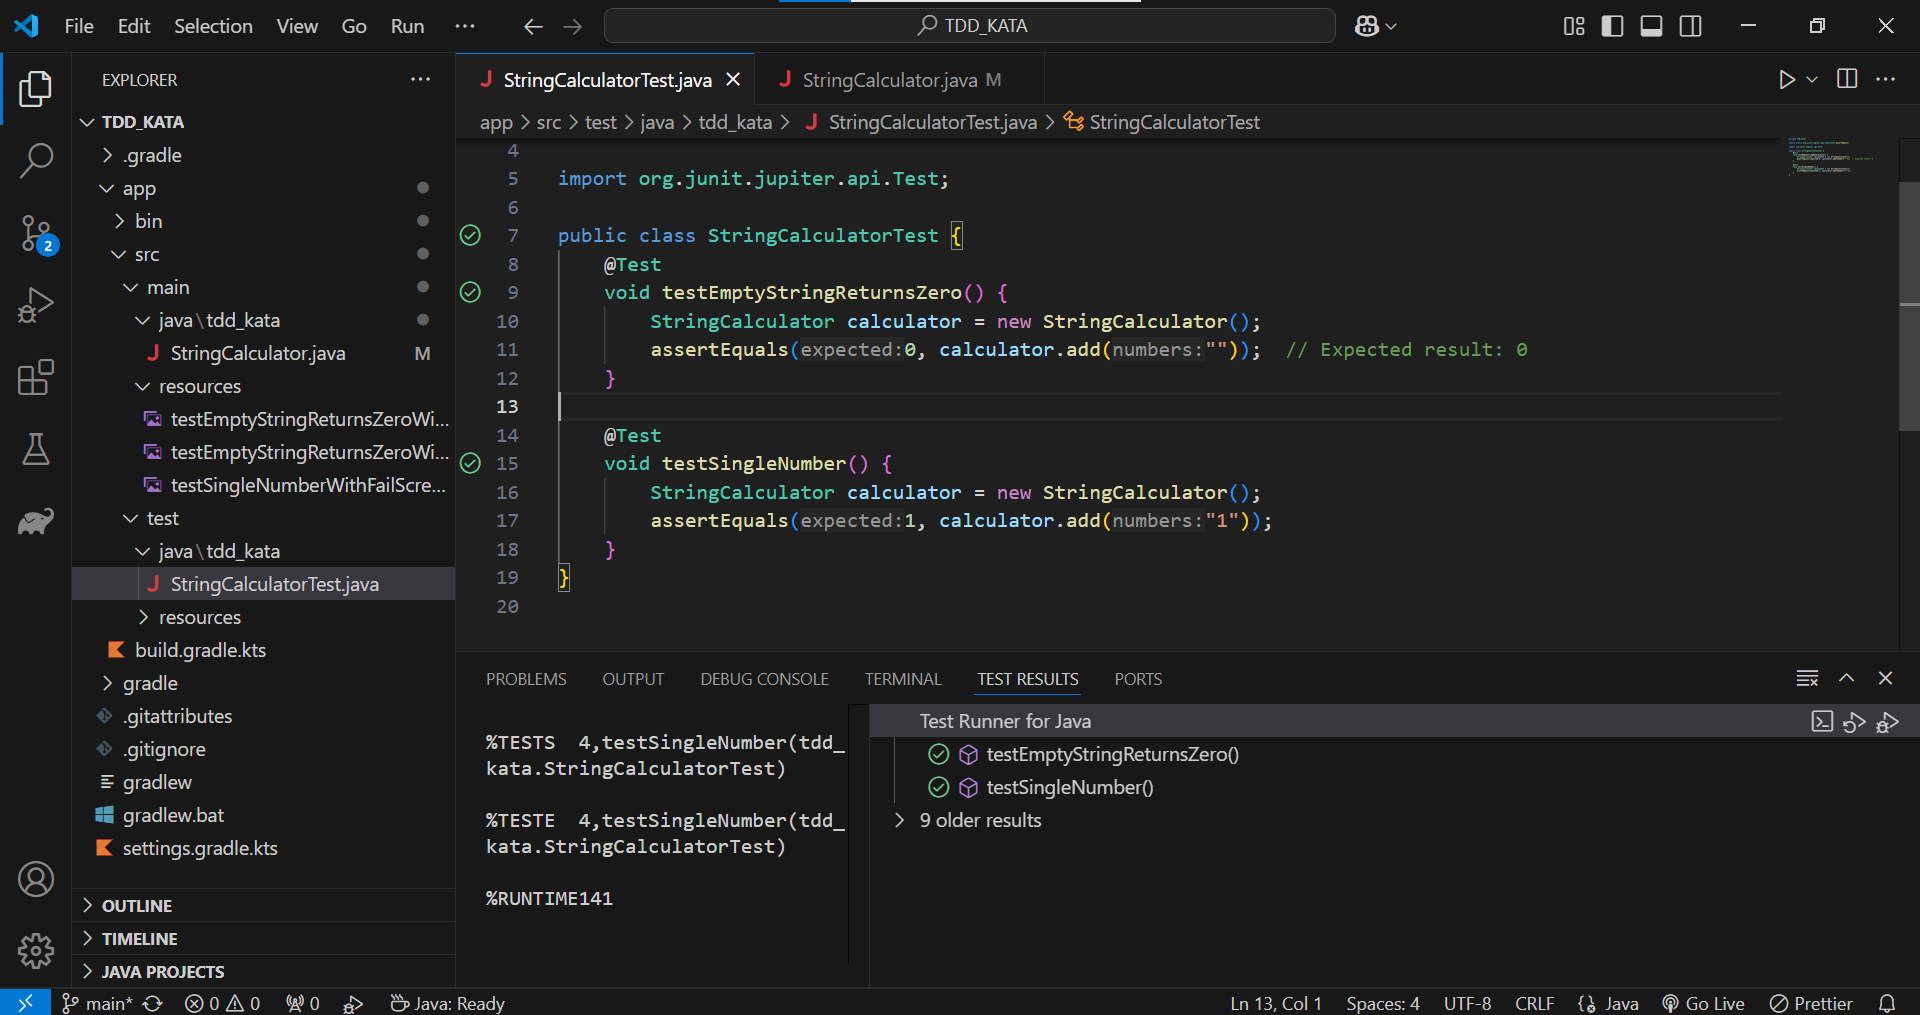 File Edit Selection View Go Run ···
TDD_KATA
EXPLORER
TDD_KATA
.gradle
app
bin
src
main
java\tdd_kata
StringCalculator.java M
resources
testEmptyStringReturnsZeroWi...
testEmptyStringReturnsZeroWi...
testSingleNumberWithFailScre...
test
java\tdd_kata
StringCalculatorTest.java
resources
build.gradle.kts
gradle
.gitattributes
.gitignore
gradlew
gradlew.bat
settings.gradle.kts
OUTLINE
TIMELINE
JAVA PROJECTS
2
StringCalculatorTest.java StringCalculator.java M
app > src > test > java > tdd_kata > StringCalculatorTest.java > StringCalculatorTest
4
5 import org.junit.jupiter.api.Test;
6
7 public class StringCalculatorTest {
8 @Test
9 void testEmptyStringReturnsZero() {
10 StringCalculator calculator = new StringCalculator();
11 assertEquals(expected:0, calculator.add(numbers:"")); // Expected result: 0
12 }
13
14 @Test
15 void testSingleNumber() {
16 StringCalculator calculator = new StringCalculator();
17 assertEquals(expected:1, calculator.add(numbers:"1"));
18 }
19 }
20
PROBLEMS OUTPUT DEBUG CONSOLE TERMINAL TEST RESULTS PORTS
%TESTS 4,testSingleNumber(tdd_
kata.StringCalculatorTest)
%TESTE 4,testSingleNumber(tdd_
kata.StringCalculatorTest)
%RUNTIME141
Test Runner for Java
testEmptyStringReturnsZero()
testSingleNumber()
9 older results
main* 0 0 0 Java: Ready Ln 13, Col 1 Spaces: 4 UTF-8 CRLF Java Go Live Prettier